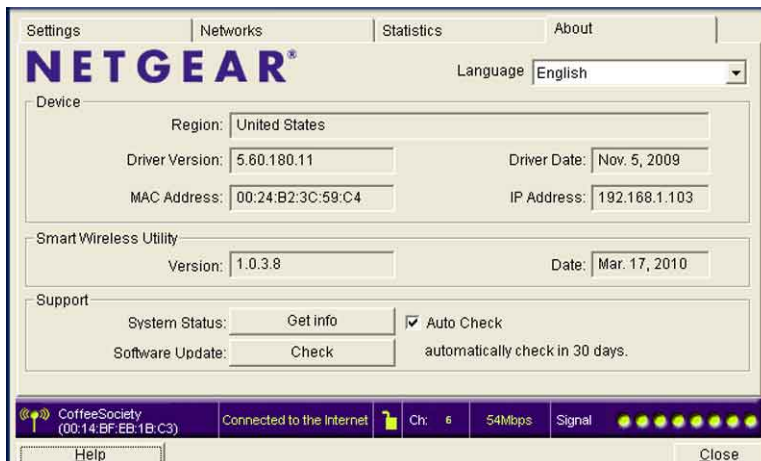 Settings Networks Statistics About
NETGEAR® Language English
Device
Region: United States
Driver Version: 5.60.180.11 Driver Date: Nov. 5, 2009
MAC Address: 00:24:B2:3C:59:C4 IP Address: 192.168.1.103
Smart Wireless Utility
Version: 1.0.3.8 Date: Mar. 17, 2010
Support
System Status: Get info Auto Check
Software Update: Check automatically check in 30 days.
CoffeeSociety Connected to the Internet Ch: 6 54Mbps Signal
(00:14:BF:EB:1B:C3)
Help Close